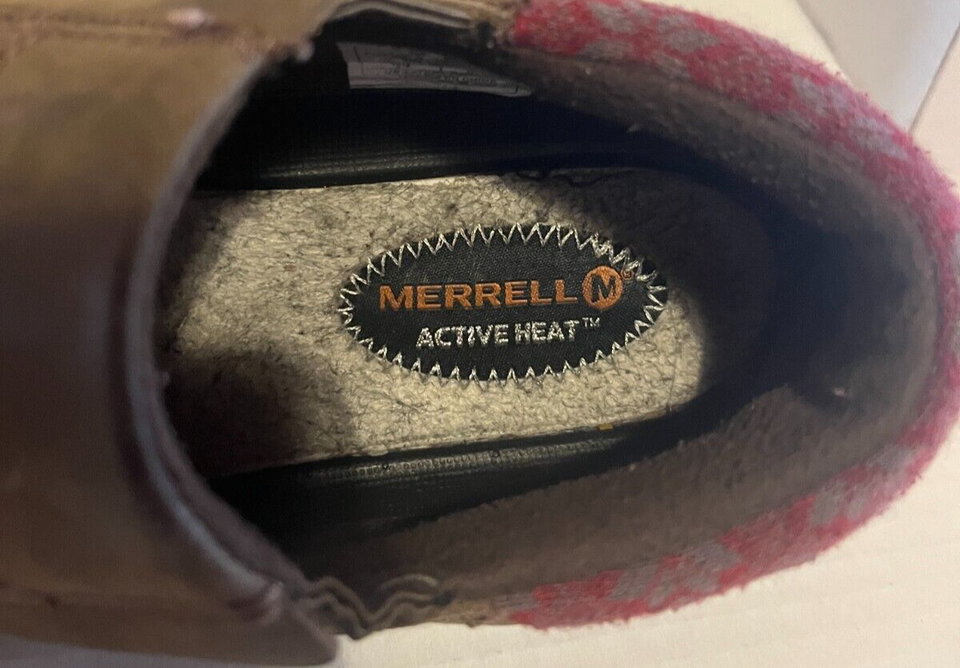 MERRELL M
ACTIVE HEAT™